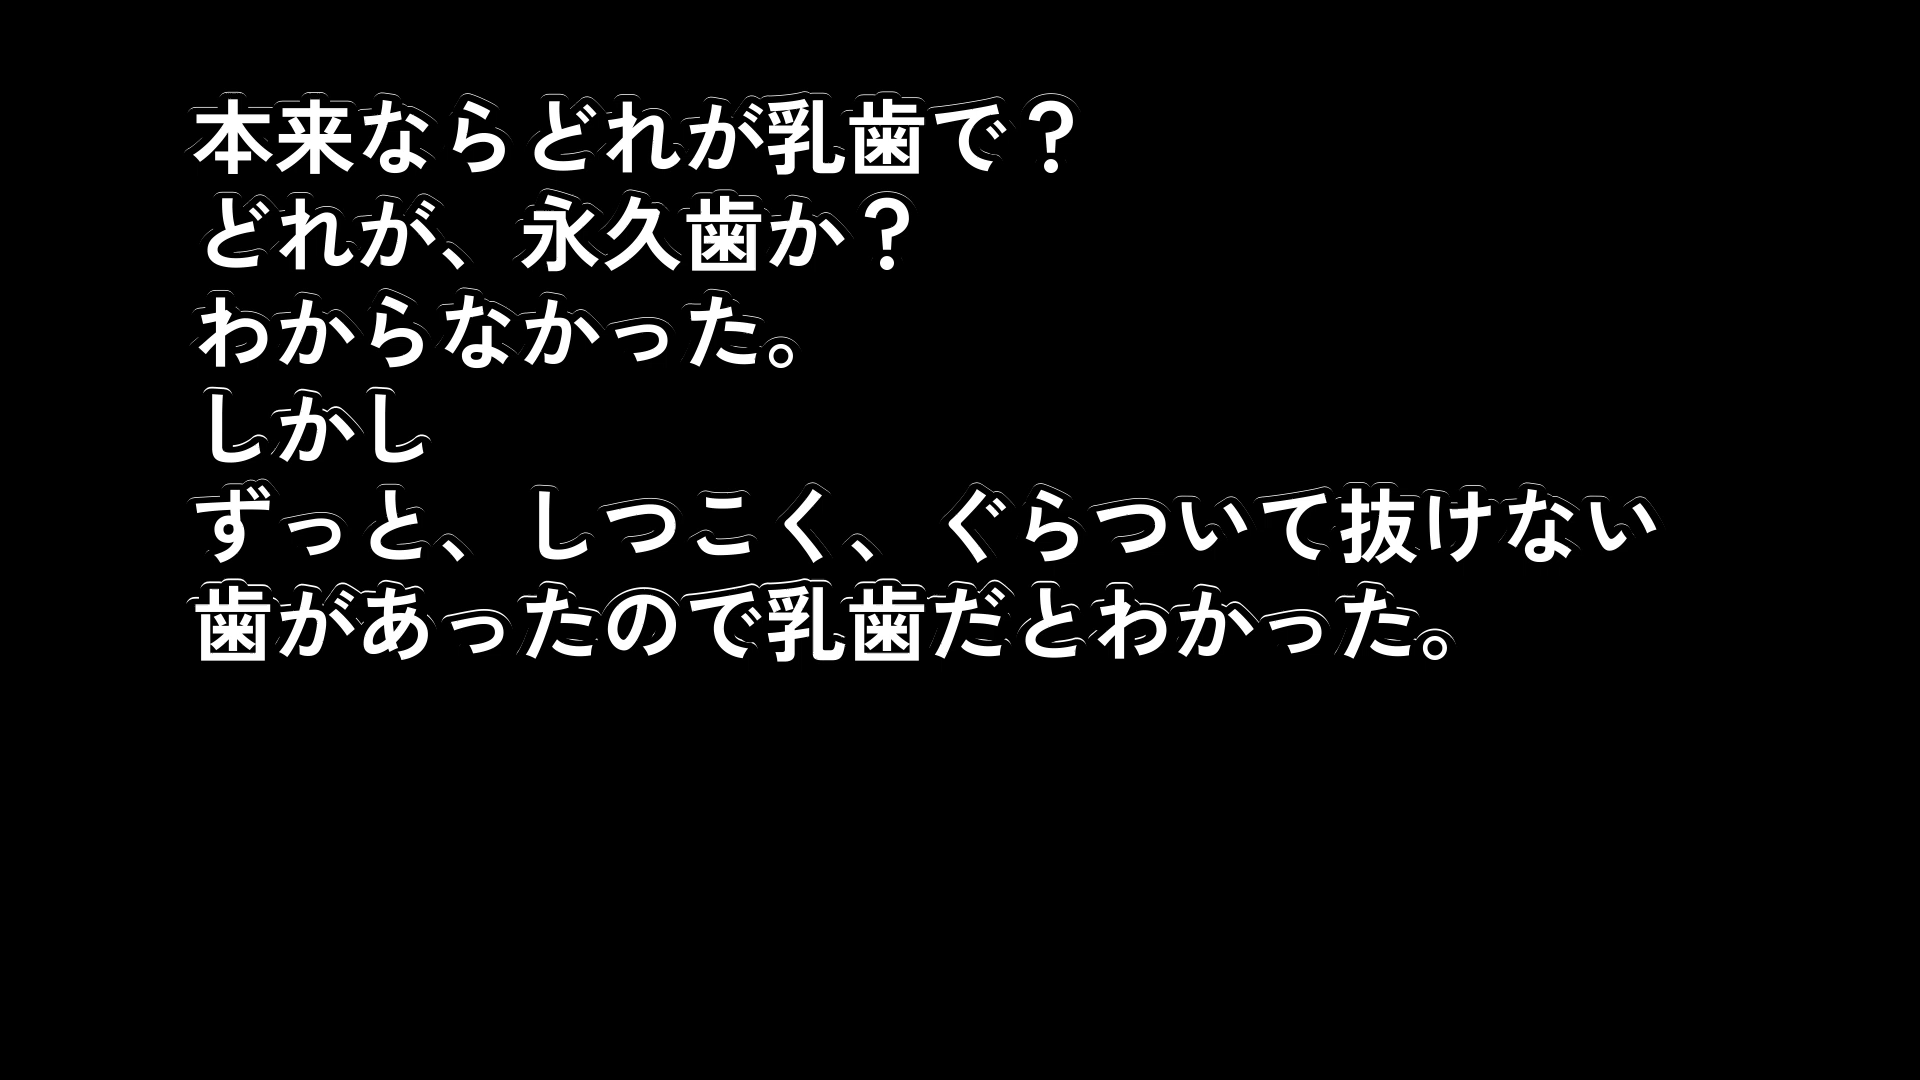 本来ならどれが乳歯で？
どれが、永久歯か？
わからなかった。
しかし
ずっと、しつこく、ぐらついて抜けない
歯があったので乳歯だとわかった。